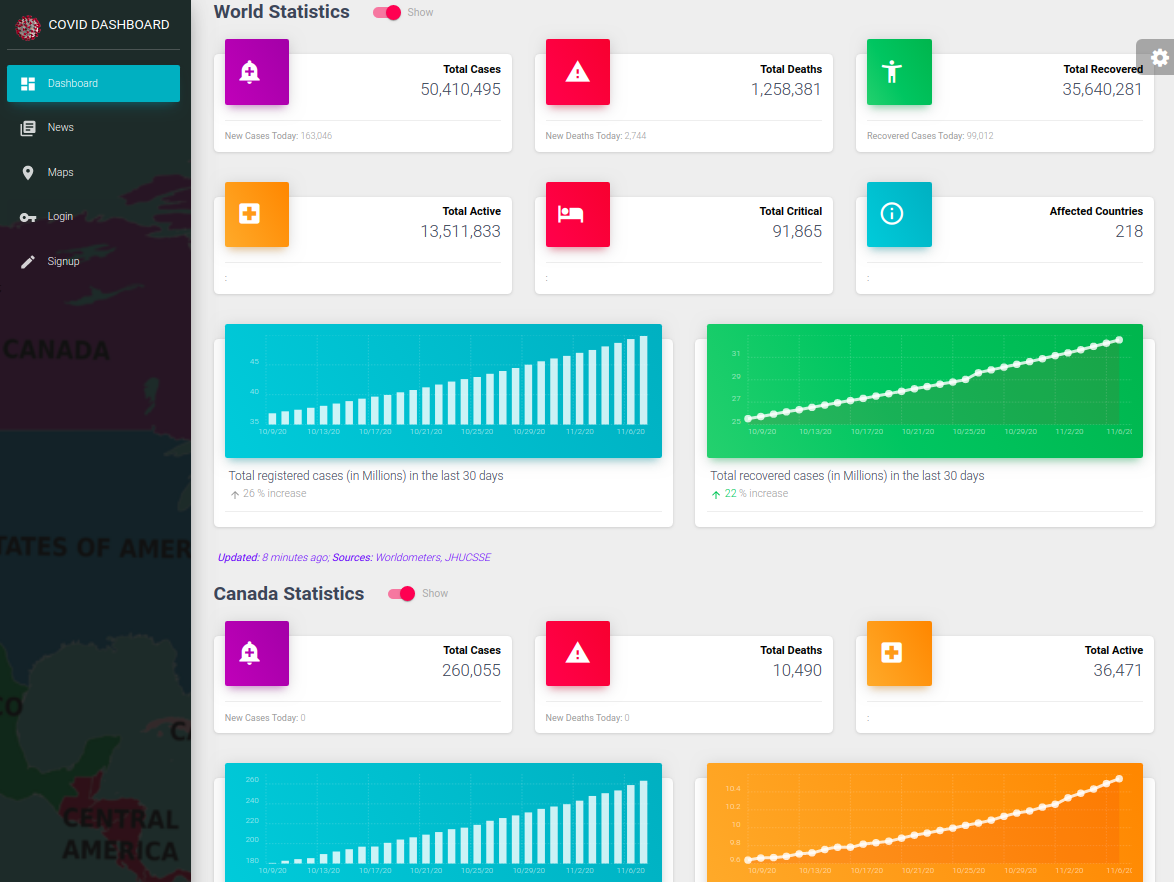 COVID DASHBOARD
Dashboard
News
Maps
Login
Signup
CANADA
TATES OF AMER
CO
CA
CENTRAL
AMERICA
World Statistics
Show
Total Cases
50,410,495
New Cases Today: 163,046
Total Deaths
1,258,381
New Deaths Today: 2,744
Total Recovered
35,640,281
Recovered Cases Today: 99,012
Total Active
13,511,833
:
Total Critical
91,865
:
Affected Countries
218
:
45
40
35
10/9/20 10/13/20 10/17/20 10/21/20 10/25/20 10/29/20 11/2/20 11/6/20
Total registered cases (in Millions) in the last 30 days
26 % increase
31
29
27
25
10/9/20 10/13/20 10/17/20 10/21/20 10/25/20 10/29/20 11/2/20 11/6/2(
Total recovered cases (in Millions) in the last 30 days
22 % increase
Updated: 8 minutes ago; Sources: Worldometers, JHUCSSE
Canada Statistics
Show
Total Cases
260,055
New Cases Today: 0
Total Deaths
10,490
New Deaths Today: 0
Total Active
36,471
:
260
240
220
200
180
10/9/20 10/13/20 10/17/20 10/21/20 10/25/20 10/29/20 11/2/20 11/6/20
10.4
10.2
10
9.8
9.6
10/9/20 10/13/20 10/17/20 10/21/20 10/25/20 10/29/20 11/2/20 11/6/2(